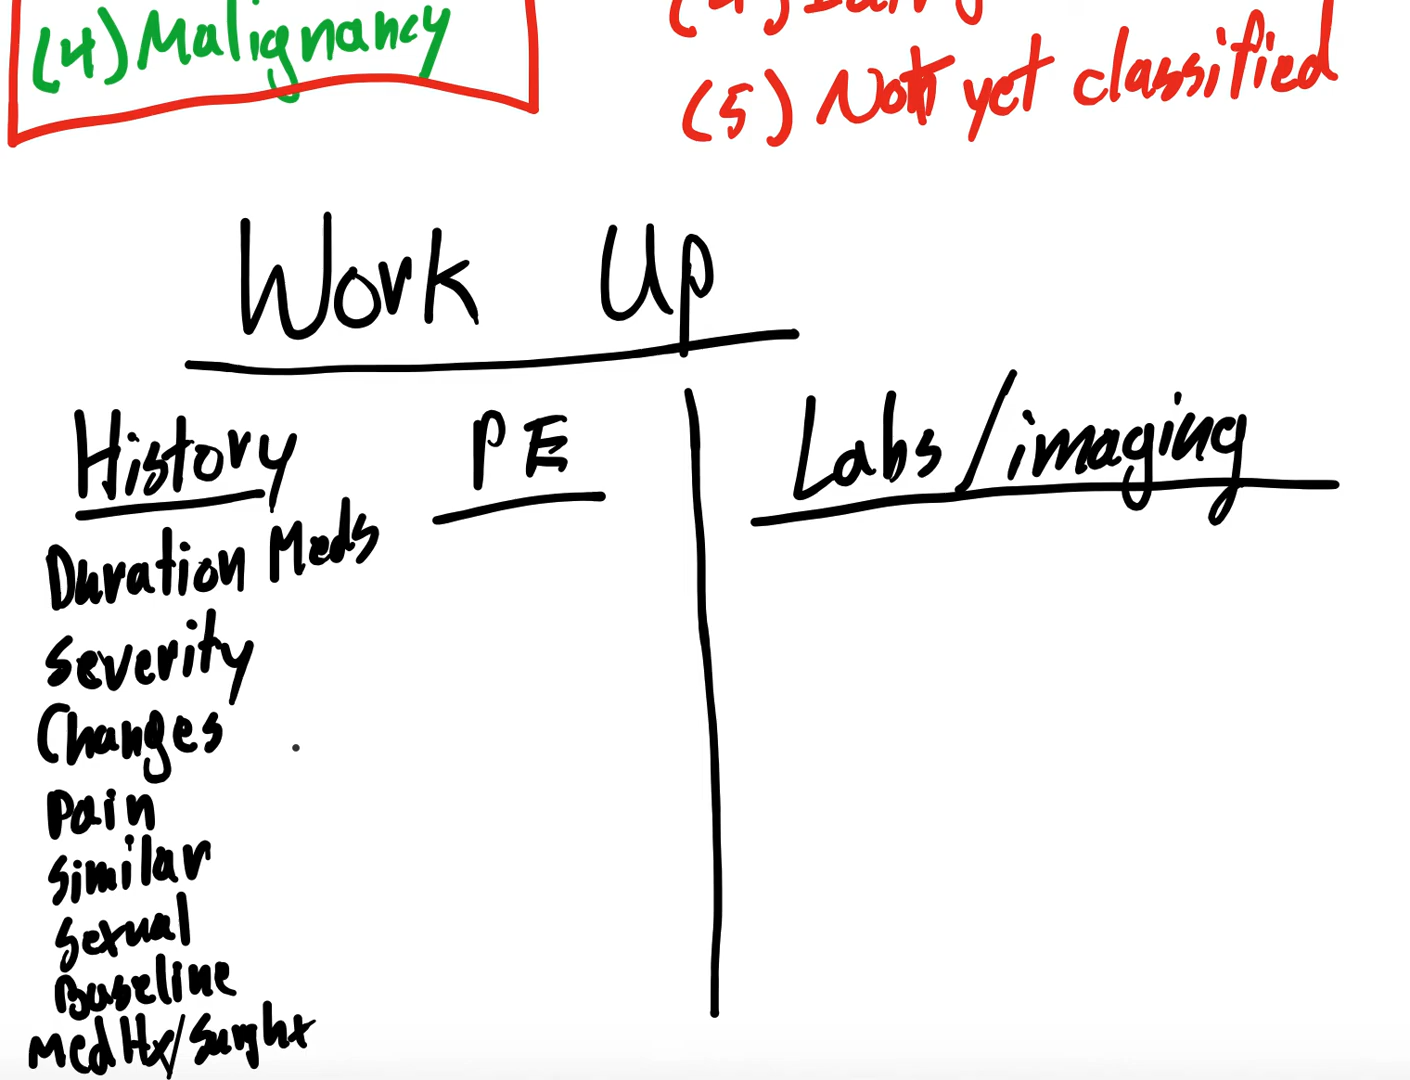 (4) Malignancy
(5) Not yet classified
Work Up
History
Duration Meds
Severity
Changes
Pain
Similar
Sexual
Baseline
Med Hx/Surg hx
PE
Labs/imaging